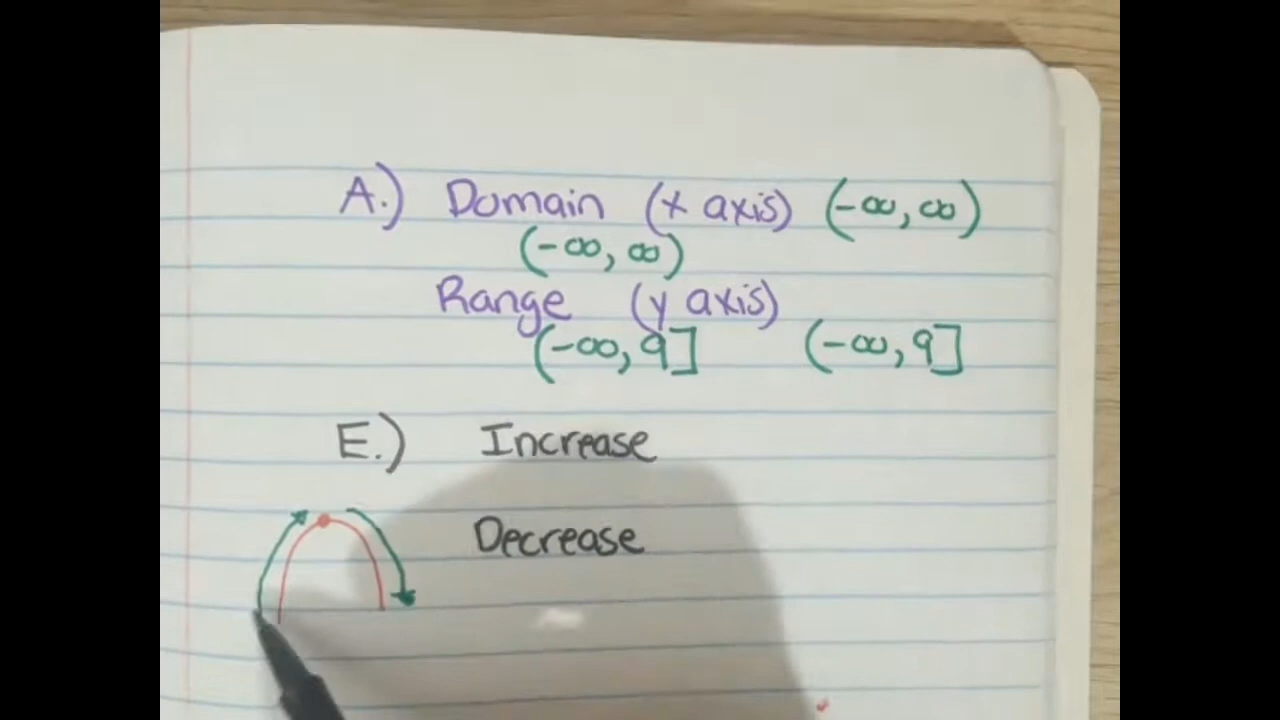 A.) Domain (x axis) (-∞, ∞)
(-∞, ∞)
Range (y axis)
(-∞, 9] (-∞, 9]
E.) Increase
Decrease